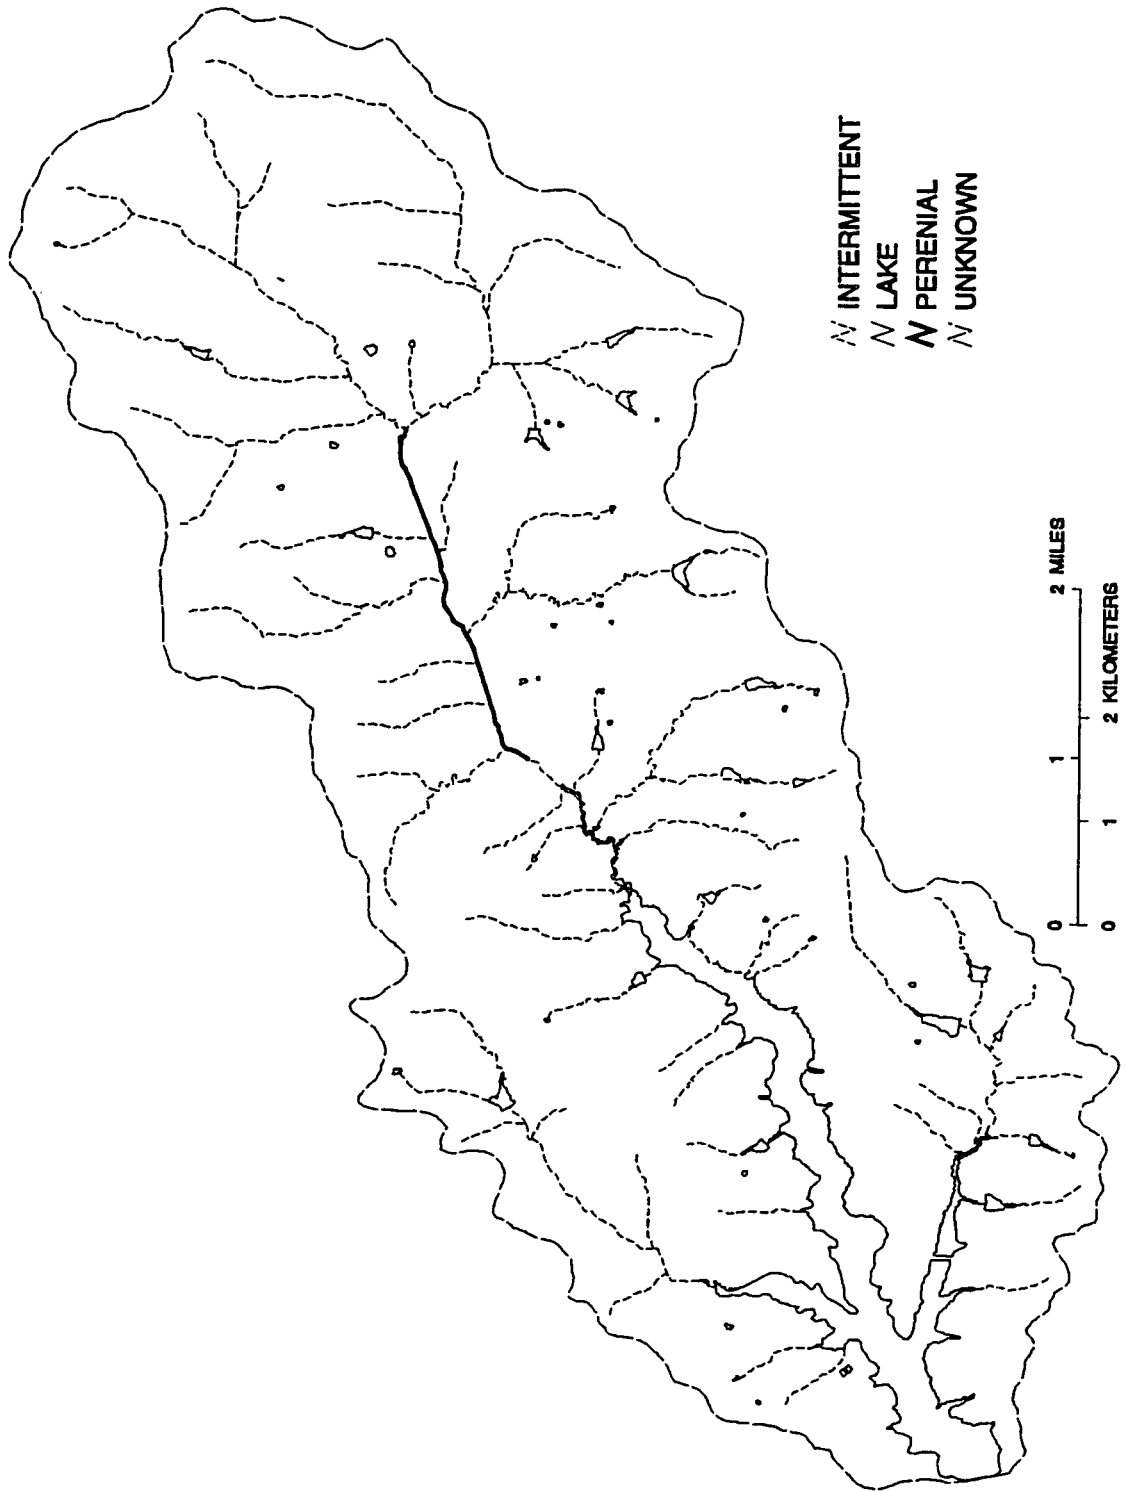 INTERMITTENT
LAKE
PERENIAL
UNKNOWN
0 1 2 MILES
0 1 2 KILOMETERS